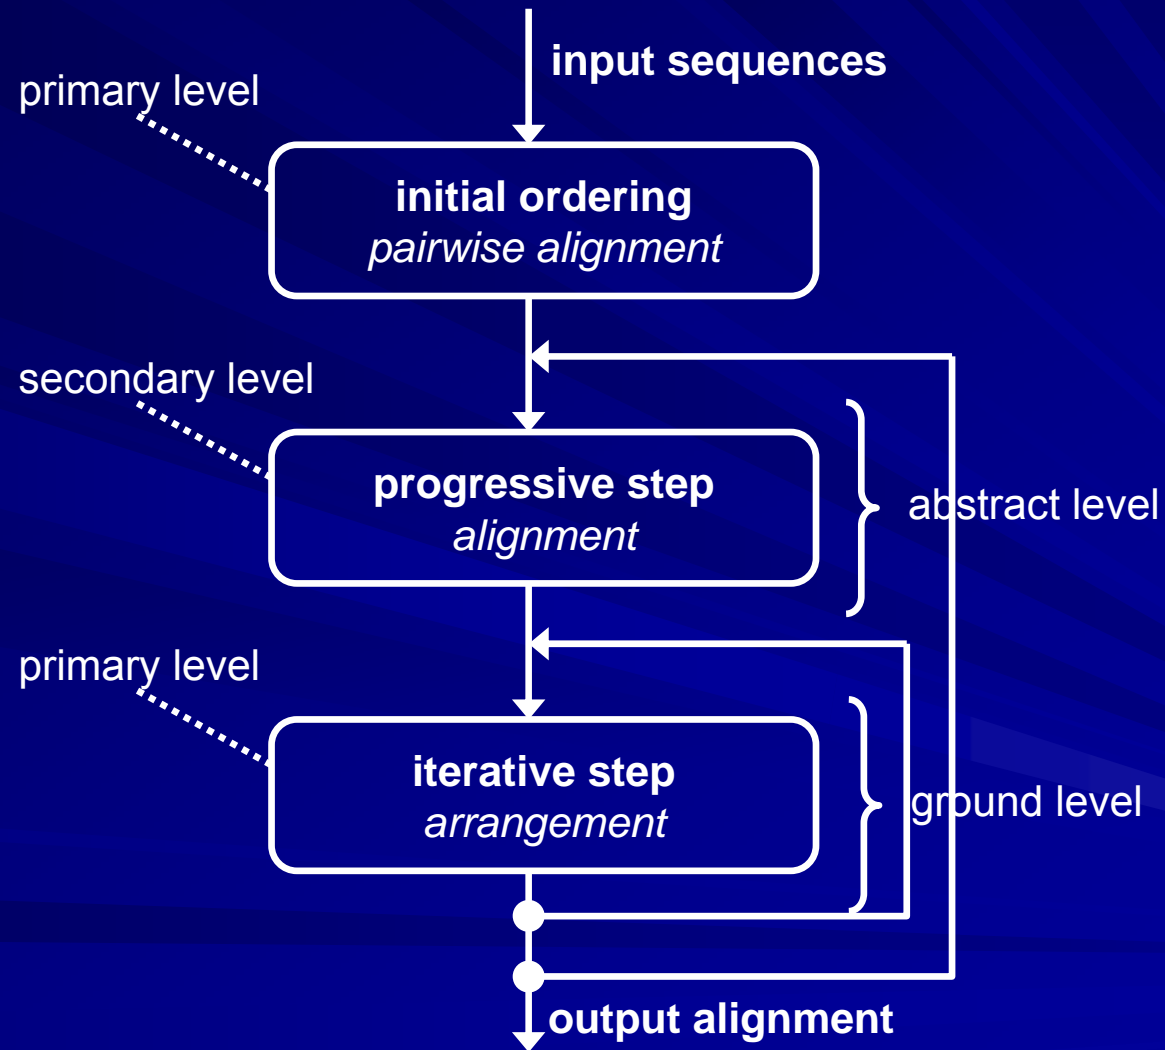 input sequences
primary level
initial ordering
pairwise alignment
secondary level
progressive step
alignment
abstract level
primary level
iterative step
arrangement
ground level
output alignment